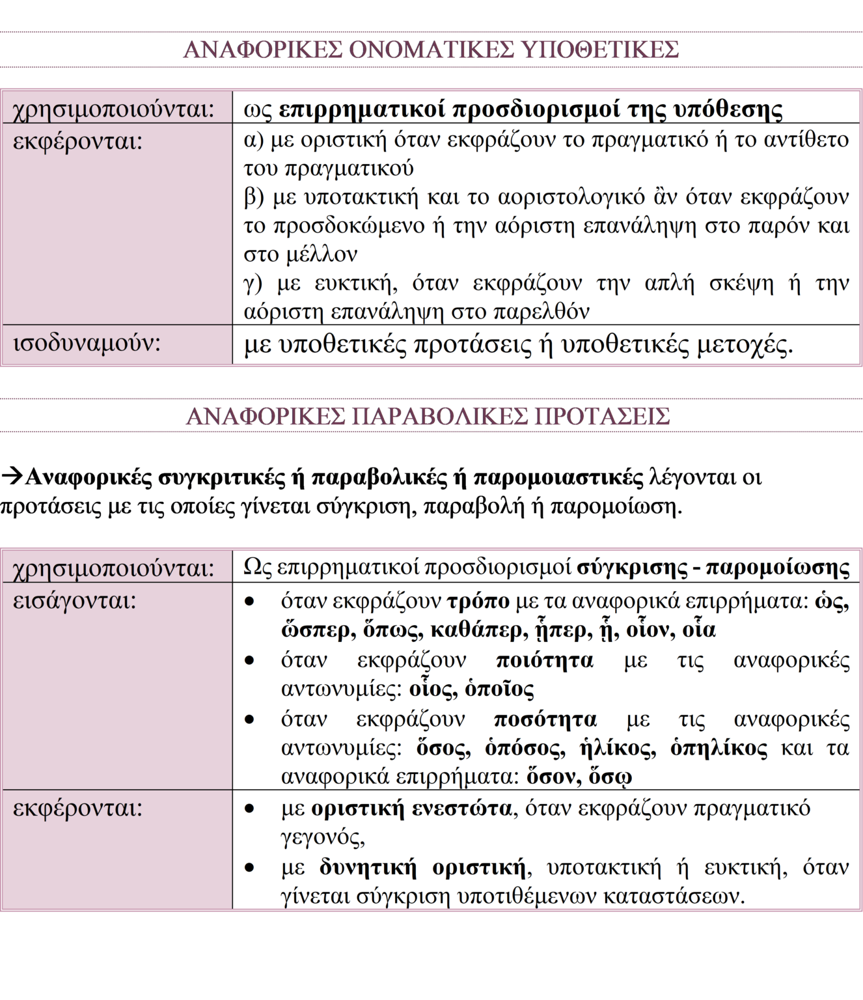 ΑΝΑΦΟΡΙΚΕΣ ΟΝΟΜΑΤΙΚΕΣ ΥΠΟΘΕΤΙΚΕΣ
χρησιμοποιούνται: ως επιρρηματικοί προσδιορισμοί της υπόθεσης
εκφέρονται: α) με οριστική όταν εκφράζουν το πραγματικό ή το αντίθετο
του πραγματικού
β) με υποτακτική και το αοριστολογικό ἂν όταν εκφράζουν
το προσδοκώμενο ή την αόριστη επανάληψη στο παρόν και
στο μέλλον
γ) με ευκτική, όταν εκφράζουν την απλή σκέψη ή την
αόριστη επανάληψη στο παρελθόν
ισοδυναμούν: με υποθετικές προτάσεις ή υποθετικές μετοχές.
ΑΝΑΦΟΡΙΚΕΣ ΠΑΡΑΒΟΛΙΚΕΣ ΠΡΟΤΑΣΕΙΣ
→Αναφορικές συγκριτικές ή παραβολικές ή παρομοιαστικές λέγονται οι
προτάσεις με τις οποίες γίνεται σύγκριση, παραβολή ή παρομοίωση.
χρησιμοποιούνται: Ως επιρρηματικοί προσδιορισμοί σύγκρισης - παρομοίωσης
εισάγονται: • όταν εκφράζουν τρόπο με τα αναφορικά επιρρήματα: ὡς,
ὥσπερ, ὅπως, καθάπερ, ᾗπερ, ᾗ, οἷον, οἷα
• όταν εκφράζουν ποιότητα με τις αναφορικές
αντωνυμίες: οἷος, ὁποῖος
• όταν εκφράζουν ποσότητα με τις αναφορικές
αντωνυμίες: ὅσος, ὁπόσος, ἡλίκος, ὁπηλίκος και τα
αναφορικά επιρρήματα: ὅσον, ὅσῳ
εκφέρονται: • με οριστική ενεστώτα, όταν εκφράζουν πραγματικό
γεγονός,
• με δυνητική οριστική, υποτακτική ή ευκτική, όταν
γίνεται σύγκριση υποτιθέμενων καταστάσεων.